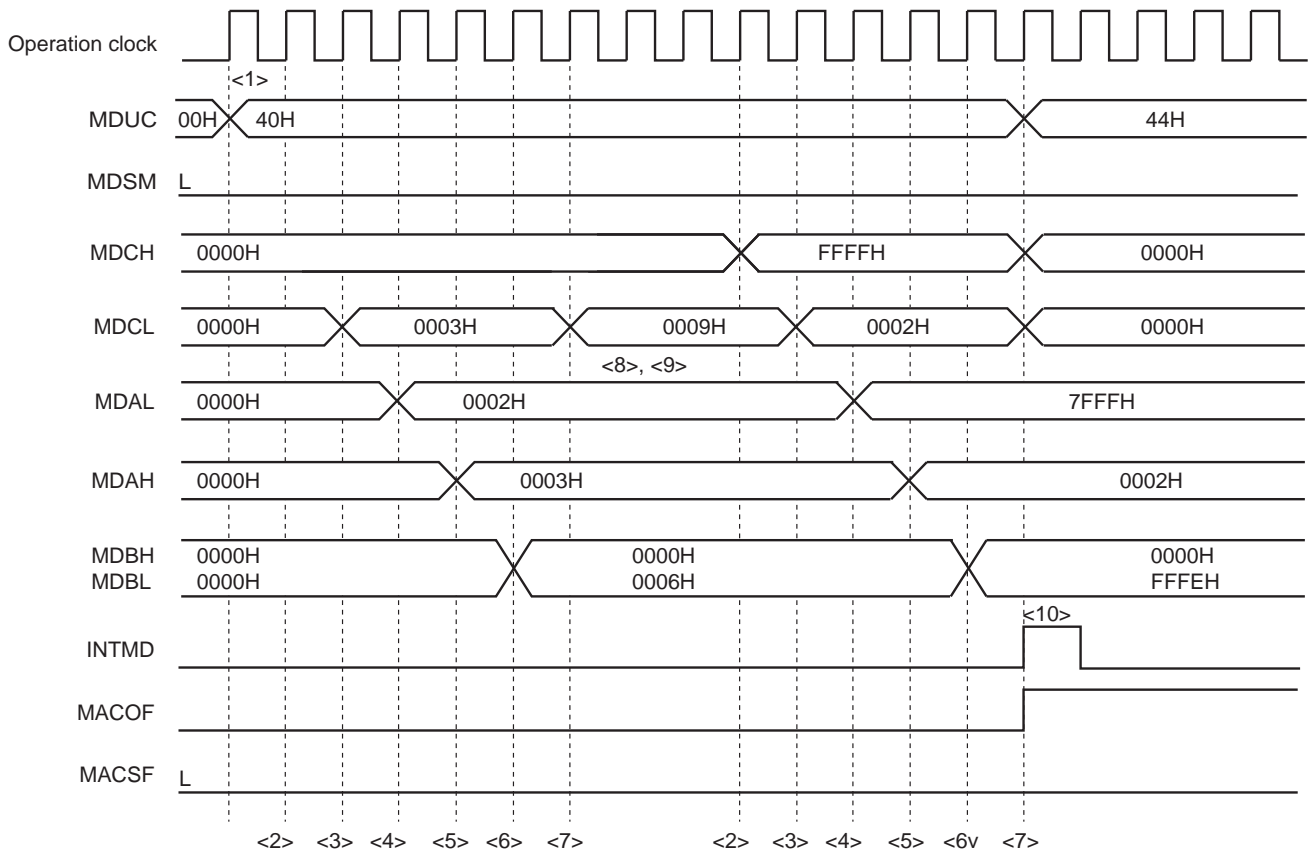 Operation clock
<1>
MDUC 00H 40H 44H
MDSM L
MDCH 0000H FFFFH 0000H
MDCL 0000H 0003H 0009H 0002H 0000H
<8>, <9>
MDAL 0000H 0002H 7FFFH
MDAH 0000H 0003H 0002H
MDBH 0000H 0000H 0000H
MDBL 0000H 0006H FFFEH
<10>
INTMD
MACOF
MACSF L
<2> <3> <4> <5> <6> <7> <2> <3> <4> <5> <6v <7>